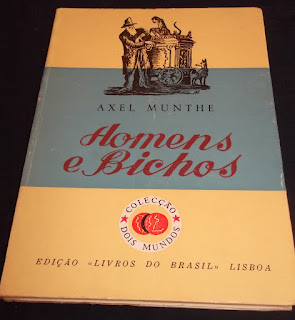 AXEL MUNTHE
Homens
e Bichos
COLECÇÃO
DOIS MUNDOS
EDIÇÃO «LIVROS DO BRASIL» LISBOA